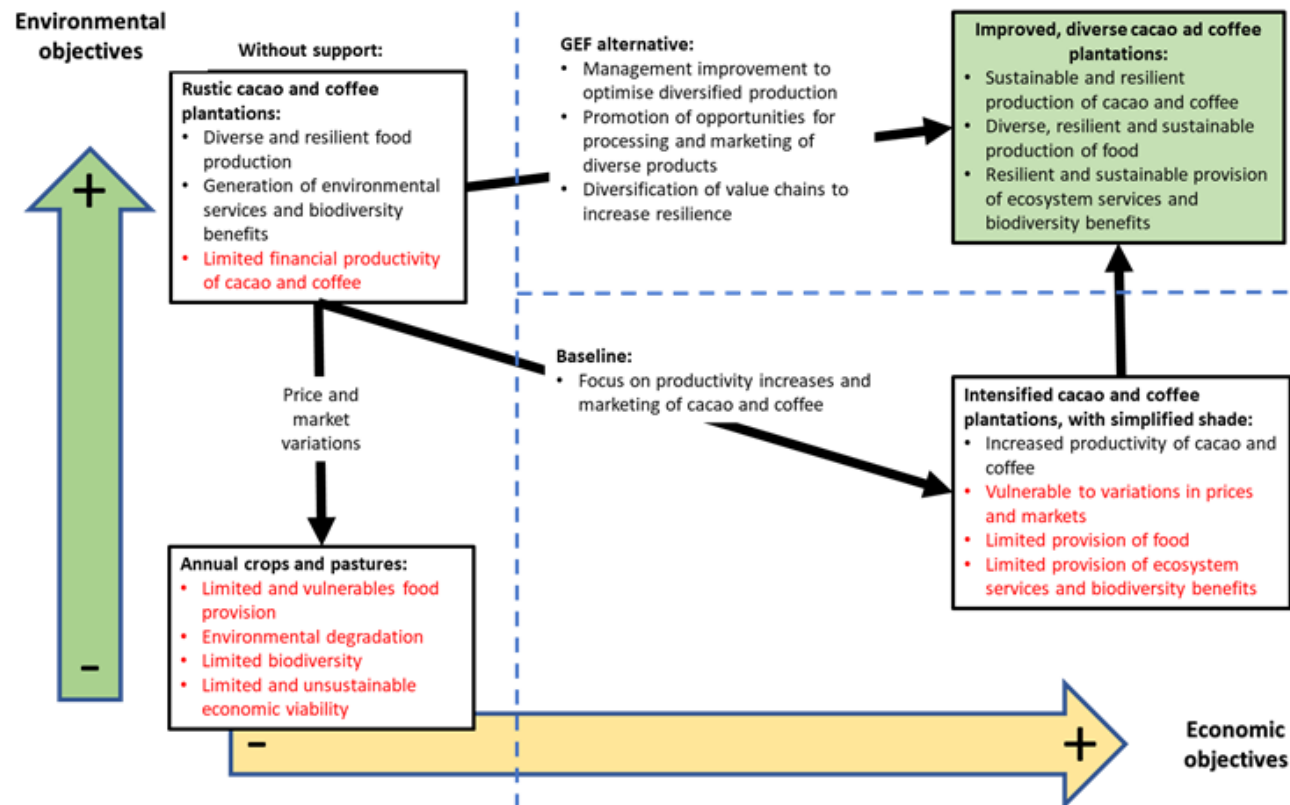 Environmental
objectives
Without support:
Rustic cacao and coffee
plantations:
• Diverse and resilient food
production
• Generation of environmental
services and biodiversity
benefits
• Limited financial productivity
of cacao and coffee
GEF alternative:
• Management improvement to
optimise diversified production
• Promotion of opportunities for
processing and marketing of
diverse products
• Diversification of value chains to
increase resilience
Improved, diverse cacao ad coffee
plantations:
• Sustainable and resilient
production of cacao and coffee
• Diverse, resilient and sustainable
production of food
• Resilient and sustainable provision
of ecosystem services and
biodiversity benefits
+
Price and
market
variations
Baseline:
• Focus on productivity increases and
marketing of cacao and coffee
Intensified cacao and coffee
plantations, with simplified shade:
• Increased productivity of cacao and
coffee
• Vulnerable to variations in prices
and markets
• Limited provision of food
• Limited provision of ecosystem
services and biodiversity benefits
Annual crops and pastures:
• Limited and vulnerables food
provision
• Environmental degradation
• Limited biodiversity
• Limited and unsustainable
economic viability
-
-
+
Economic
objectives